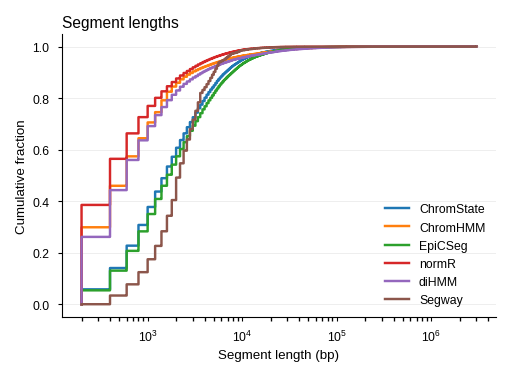 Segment lengths
Cumulative fraction
1.0
0.8
0.6
0.4
0.2
0.0
ChromState
ChromHMM
EpiCSeg
normR
diHMM
Segway
10³ 10⁴ 10⁵ 10⁶
Segment length (bp)